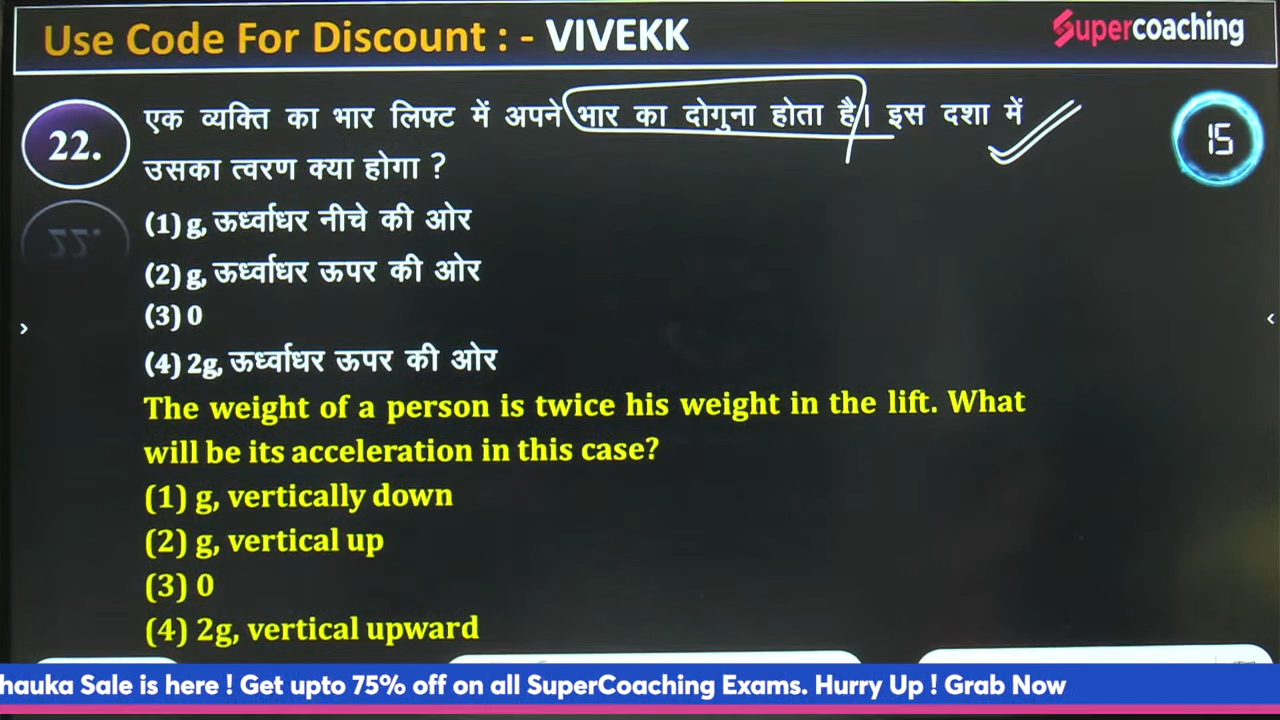 Use Code For Discount : - VIVEKK
Supercoaching
22.
एक व्यक्ति का भार लिफ्ट में अपने भार का दोगुना होता है। इस दशा में
उसका त्वरण क्या होगा ?
15
(1) g, ऊर्ध्वाधर नीचे की ओर
(2) g, ऊर्ध्वाधर ऊपर की ओर
(3) 0
(4) 2g, ऊर्ध्वाधर ऊपर की ओर
The weight of a person is twice his weight in the lift. What
will be its acceleration in this case?
(1) g, vertically down
(2) g, vertical up
(3) 0
(4) 2g, vertical upward
hauka Sale is here ! Get upto 75% off on all SuperCoaching Exams. Hurry Up ! Grab Now